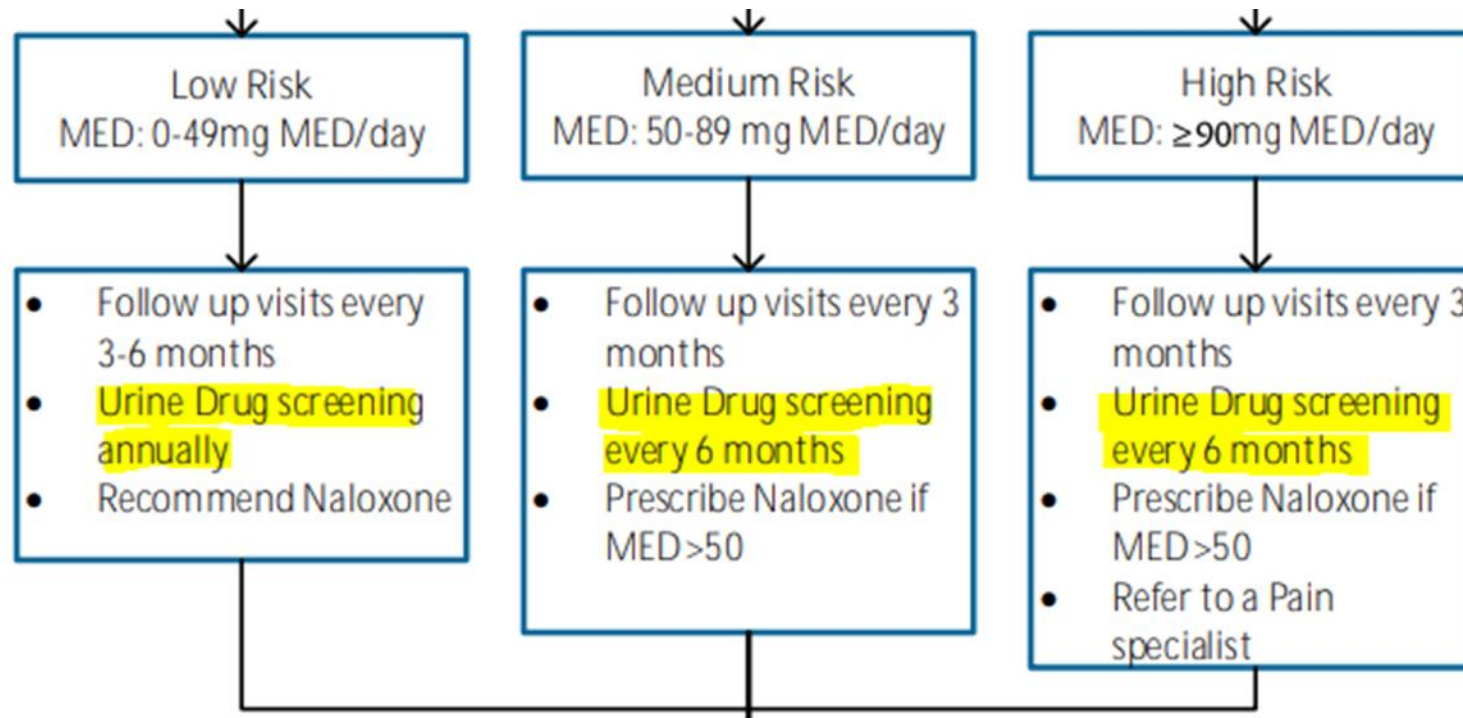 Low Risk
MED: 0-49mg MED/day
Medium Risk
MED: 50-89 mg MED/day
High Risk
MED: ≥90mg MED/day
• Follow up visits every
3-6 months
• Urine Drug screening
annually
• Recommend Naloxone
• Follow up visits every 3
months
• Urine Drug screening
every 6 months
• Prescribe Naloxone if
MED>50
• Follow up visits every 3
months
• Urine Drug screening
every 6 months
• Prescribe Naloxone if
MED>50
• Refer to a Pain
specialist